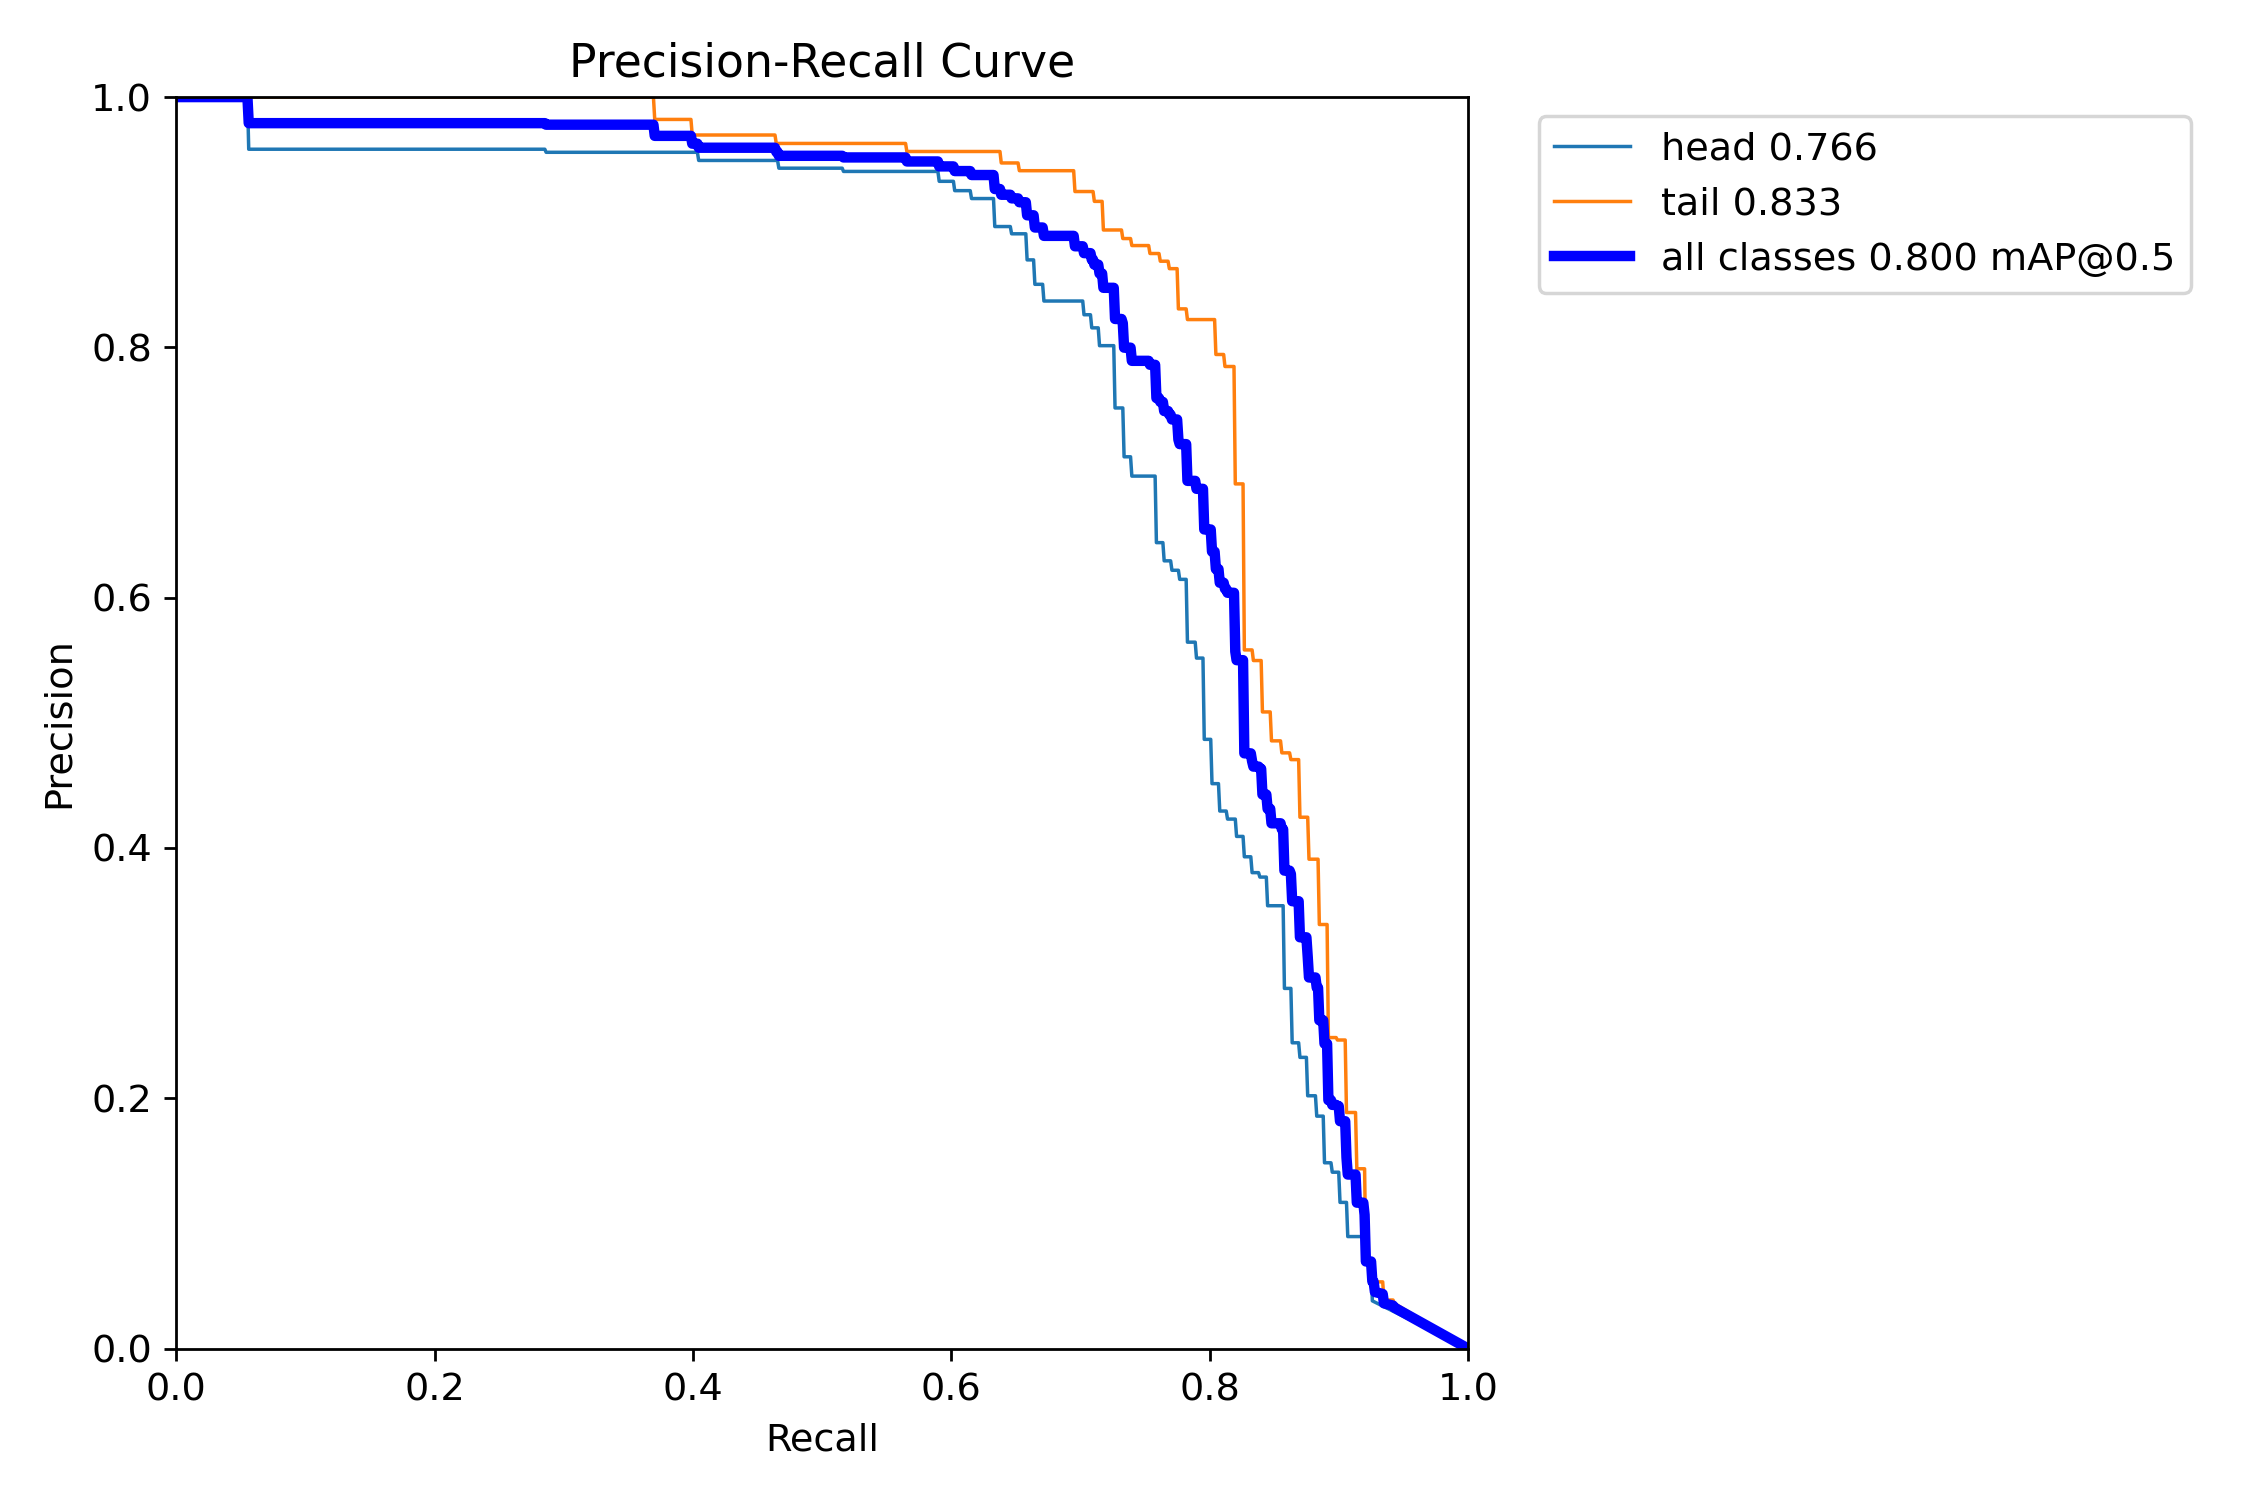 Precision-Recall Curve
1.0
0.8
0.6
0.4
0.2
0.0
Precision
0.0 0.2 0.4 0.6 0.8 1.0
Recall
head 0.766
tail 0.833
all classes 0.800 mAP@0.5